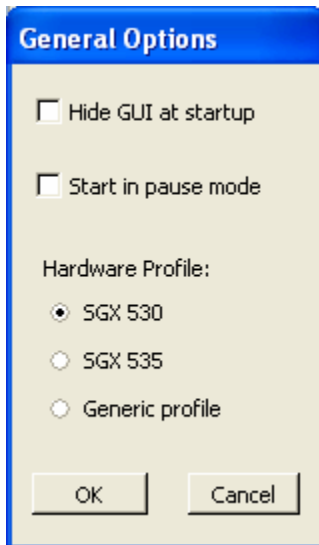 General Options
Hide GUI at startup
Start in pause mode
Hardware Profile:
SGX 530
SGX 535
Generic profile
OK Cancel